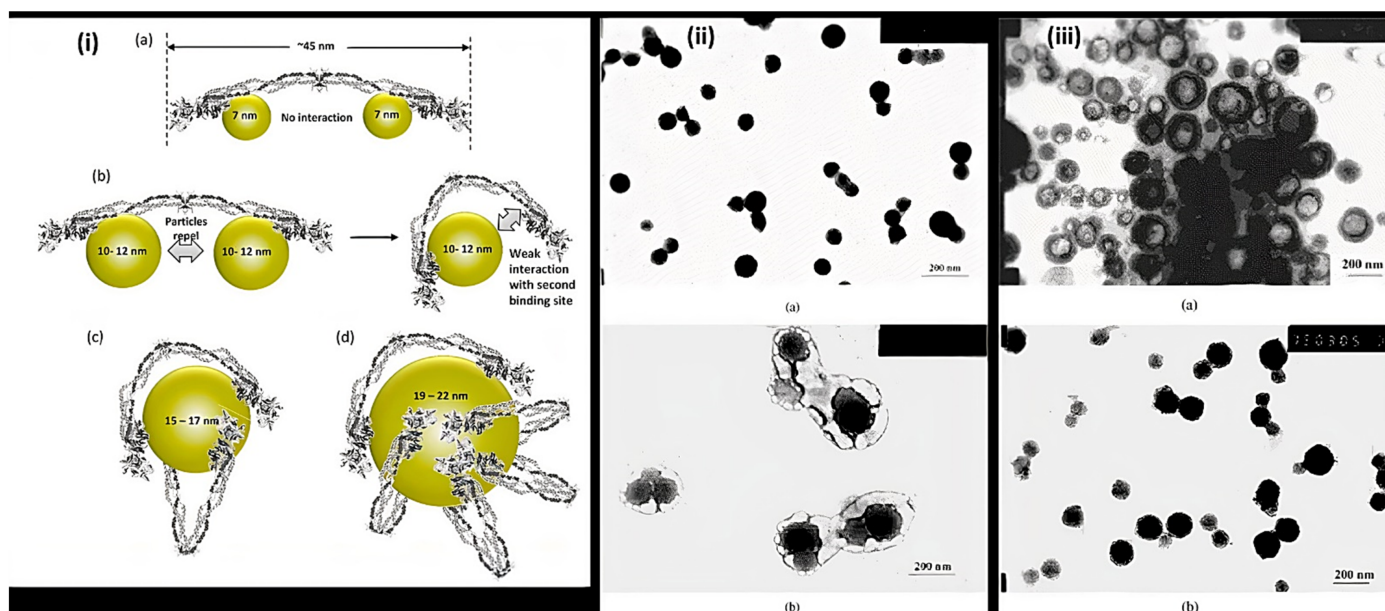 (i)
(a)
~45 nm
7 nm
No interaction
7 nm
(b)
Particles
repel
10- 12 nm
10- 12 nm
10- 12 nm
Weak
interaction
with second
binding site
(c)
15 – 17 nm
(d)
19 – 22 nm
(ii)
200 nm
(a)
200 nm
(b)
(iii)
200 nm
(a)
200 nm
(b)